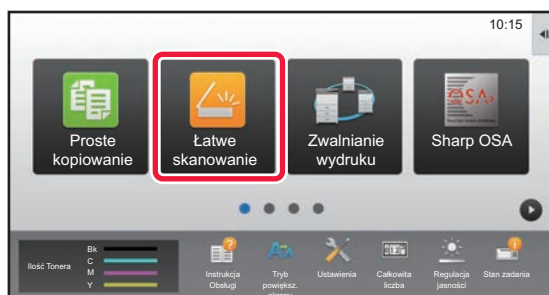 10:15
Proste
kopiowanie
Łatwe
skanowanie
Zwalnianie
wydruku
OSA
Sharp OSA
Ilość Tonera
Bk
C
M
Y
Instrukcja
Obsługi
Tryb
powiększ.
Ustawienia
Całkowita
liczba
Regulacja
jasności
Stan zadania